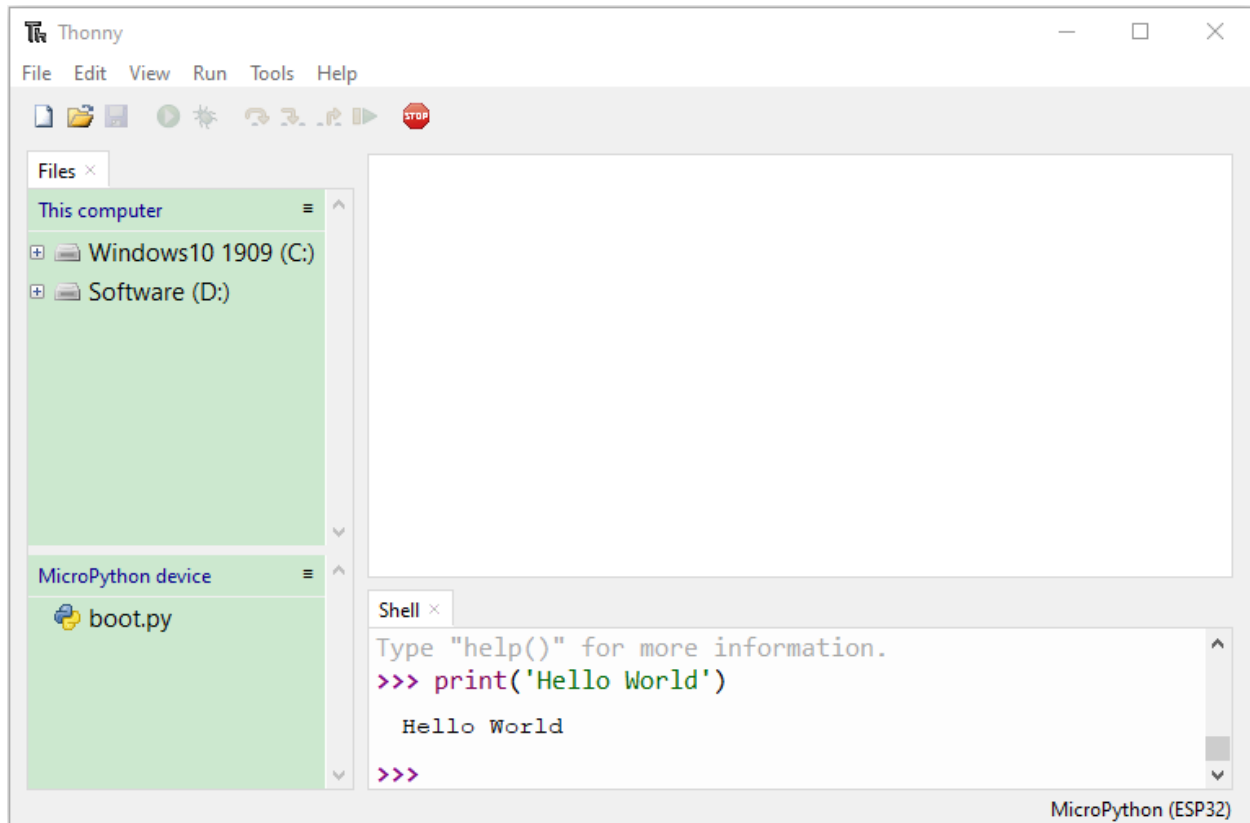 Thonny
File Edit View Run Tools Help
STOP
Files
This computer
Windows10 1909 (C:)
Software (D:)
MicroPython device
boot.py
Shell
Type "help()" for more information.
>>> print('Hello World')
Hello World
>>>
MicroPython (ESP32)